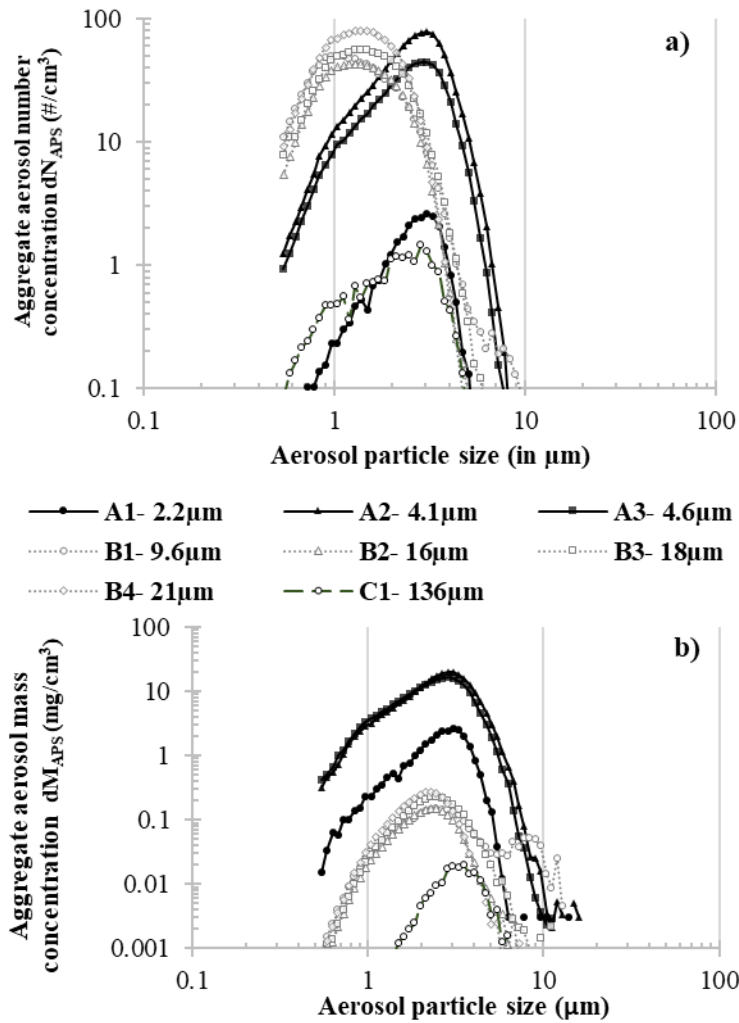 Aggregate aerosol number
concentration dN_APS (#/cm³)
100
10
1
0.1
a)
0.1
1
10
100
Aerosol particle size (in µm)
A1- 2.2µm
A2- 4.1µm
A3- 4.6µm
B1- 9.6µm
B2- 16µm
B3- 18µm
B4- 21µm
C1- 136µm
Aggregate aerosol mass
concentration dM_APS (mg/cm³)
100
10
1
0.1
0.01
0.001
b)
0.1
1
10
100
Aerosol particle size (µm)